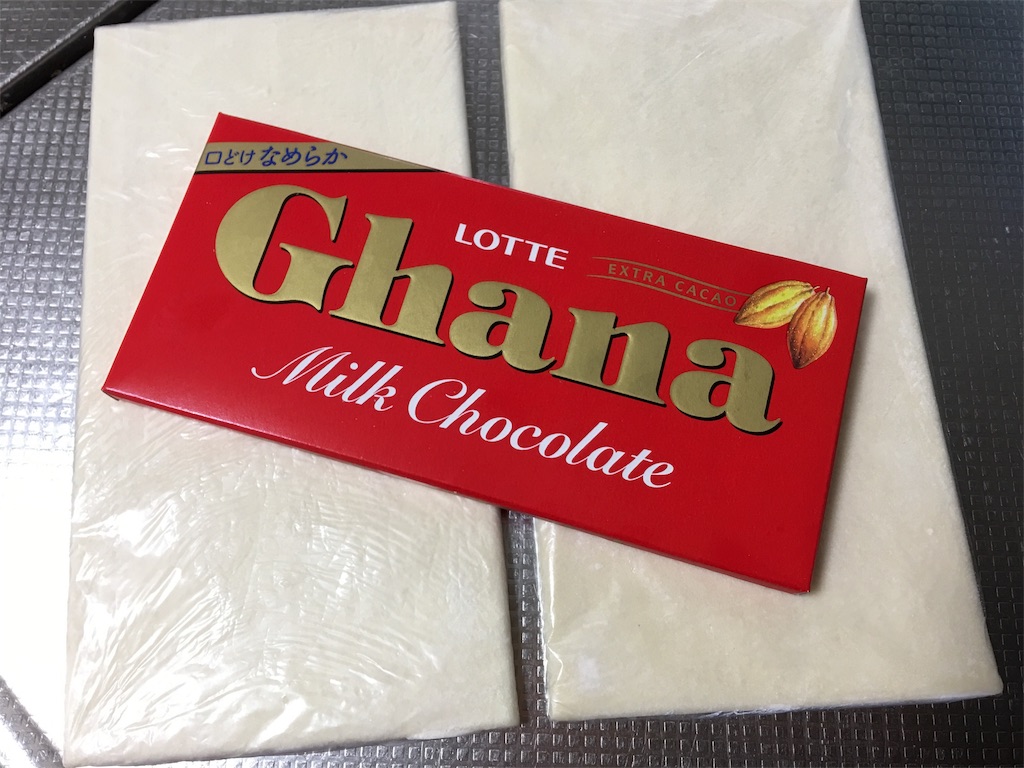 口どけなめらか
LOTTE
EXTRA CACAO
Ghana
Milk Chocolate